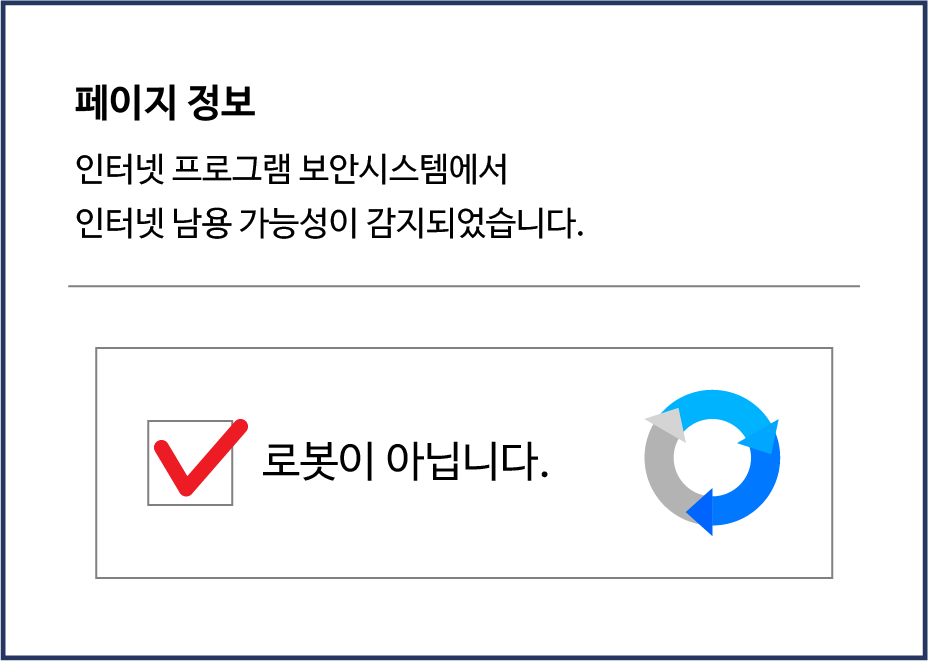 페이지 정보
인터넷 프로그램 보안시스템에서
인터넷 남용 가능성이 감지되었습니다.
로봇이 아닙니다.